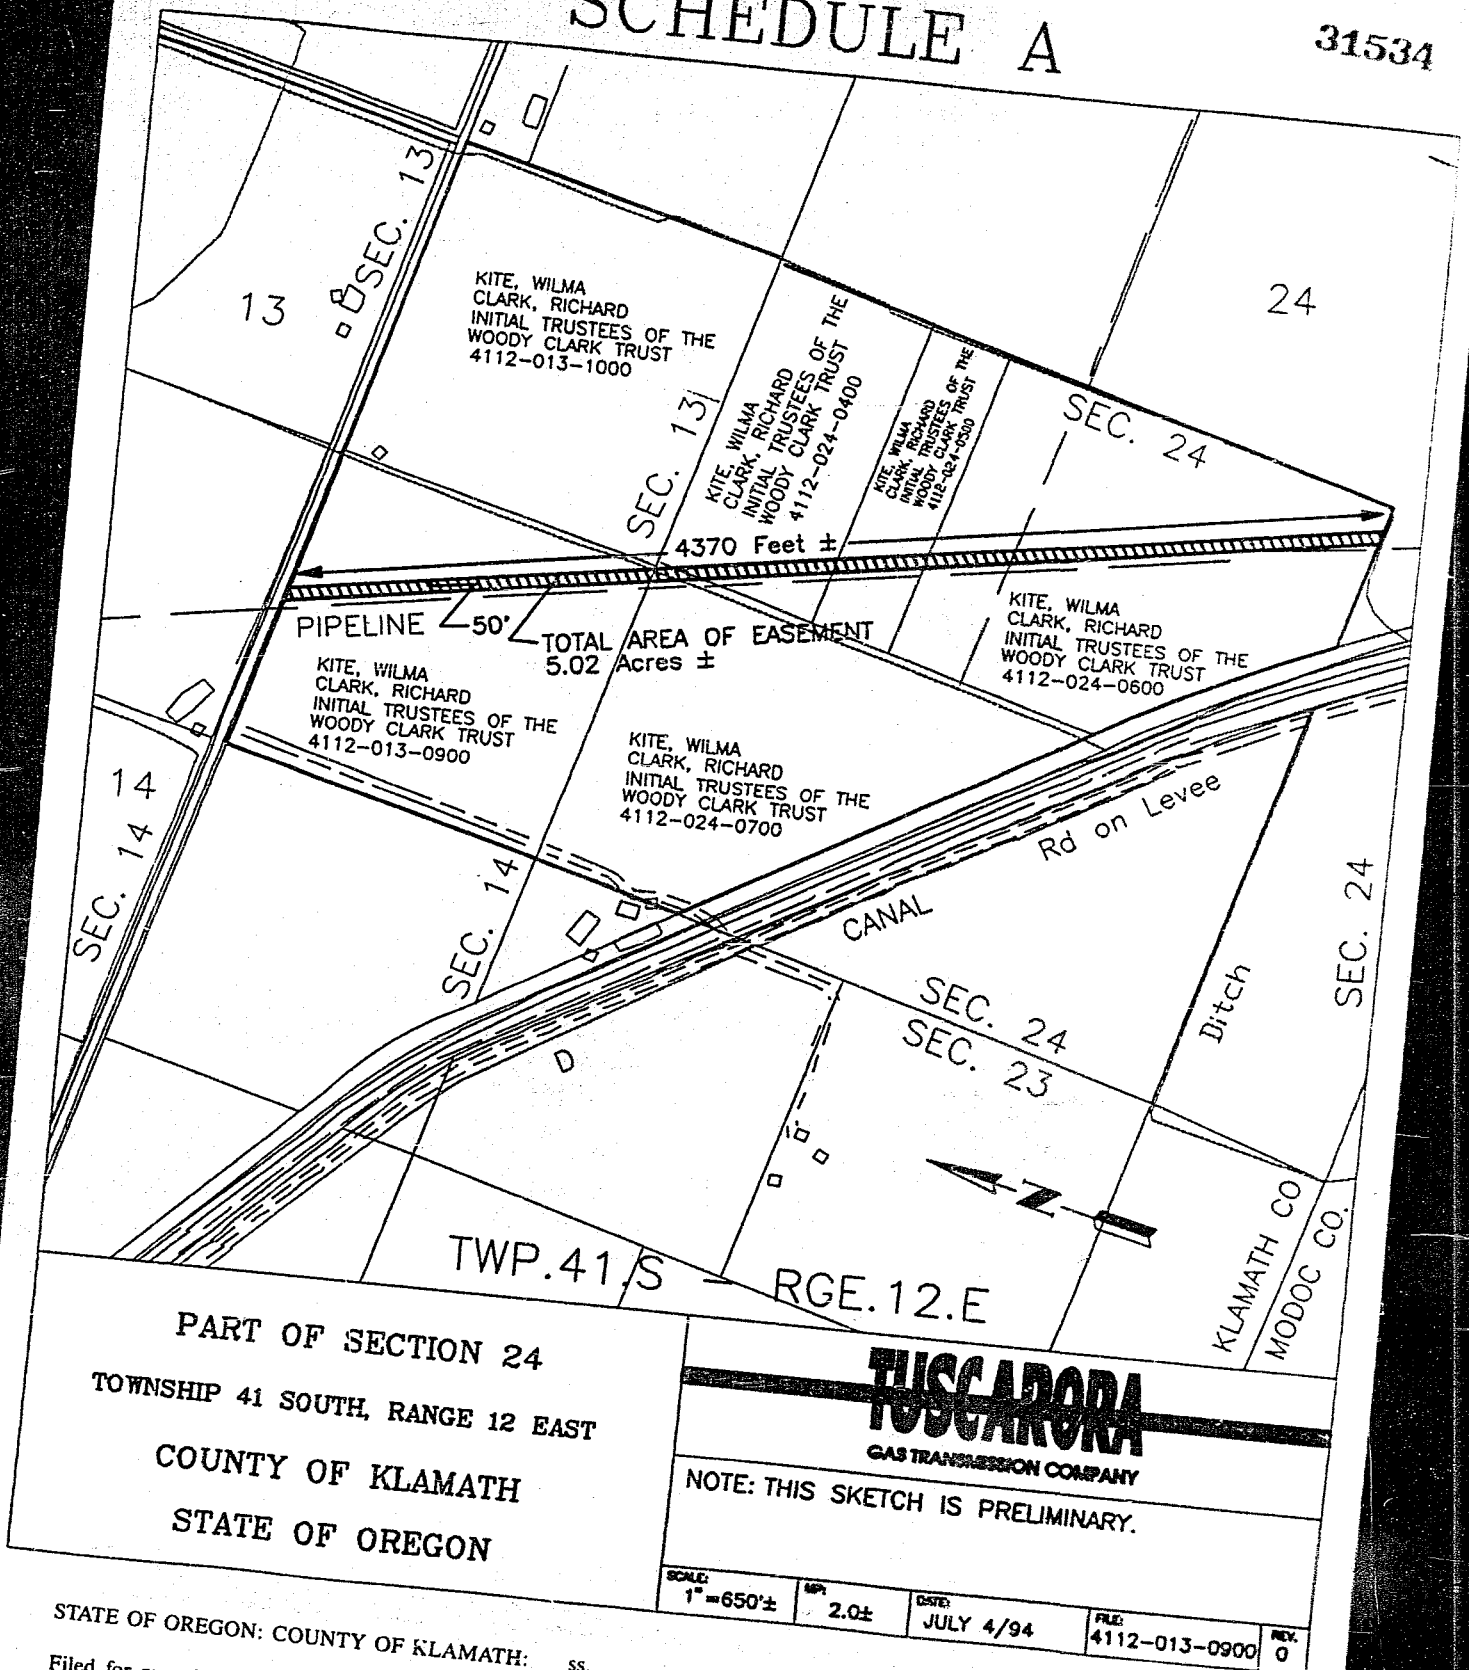 SCHEDULE A
31534
SEC. 13
13
24
KITE, WILMA
CLARK, RICHARD
INITIAL TRUSTEES OF THE
WOODY CLARK TRUST
4112-013-1000
SEC. 13
KITE, WILMA
CLARK, RICHARD
INITIAL TRUSTEES OF THE
WOODY CLARK TRUST
4112-024-0400
KITE, WILMA
CLARK, RICHARD
INITIAL TRUSTEES OF THE
WOODY CLARK TRUST
4112-024-0500
SEC. 24
4370 Feet ±
PIPELINE
50'
TOTAL AREA OF EASEMENT
5.02 Acres ±
KITE, WILMA
CLARK, RICHARD
INITIAL TRUSTEES OF THE
WOODY CLARK TRUST
4112-024-0600
KITE, WILMA
CLARK, RICHARD
INITIAL TRUSTEES OF THE
WOODY CLARK TRUST
4112-013-0900
KITE, WILMA
CLARK, RICHARD
INITIAL TRUSTEES OF THE
WOODY CLARK TRUST
4112-024-0700
14
SEC. 14
SEC. 14
Rd on Levee
CANAL
D
SEC. 24
SEC. 23
Ditch
SEC. 24
N
KLAMATH CO
MODOC CO.
TWP.41.S - RGE.12.E
PART OF SECTION 24
TOWNSHIP 41 SOUTH, RANGE 12 EAST
COUNTY OF KLAMATH
STATE OF OREGON
TUSCARORA
GAS TRANSMISSION COMPANY
NOTE: THIS SKETCH IS PRELIMINARY.
SCALE:
1"=650'±
MP:
2.0±
DATE:
JULY 4/94
FILE:
4112-013-0900
REV.
0
STATE OF OREGON: COUNTY OF KLAMATH: ss.
Filed for